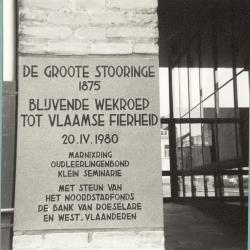 DE GROOTE STOORINGE
1875
BLIJVENDE WEKROEP
TOT VLAAMSE FIERHEID
20.IV.1980
MARNIXRING
OUDLEERLINGENBOND
KLEIN SEMINARIE
MET STEUN VAN
HET NOORDSTARFONDS
DE BANK VAN ROESELARE
EN WEST.VLAANDEREN